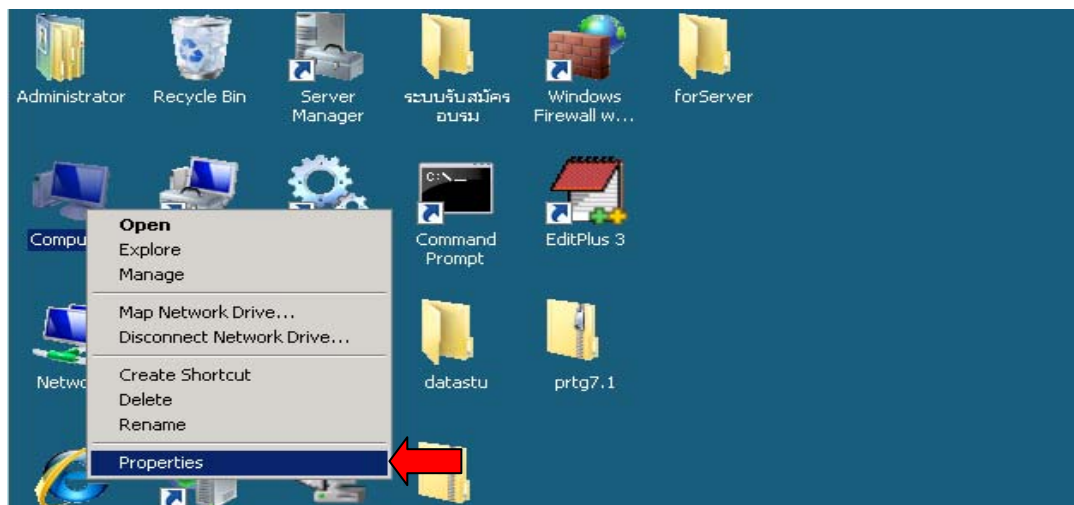 Administrator
Recycle Bin
Server
Manager
ระบบรับสมัคร
อบรม
Windows
Firewall w...
forServer
Compu
Open
Explore
Manage
Map Network Drive...
Disconnect Network Drive...
Create Shortcut
Delete
Rename
Properties
C:\_
Command
Prompt
EditPlus 3
Netwo
datastu
prtg7.1